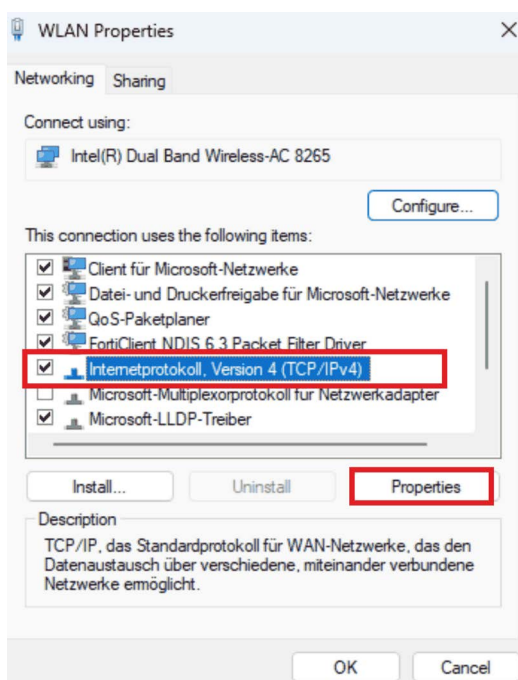 WLAN Properties
Networking Sharing
Connect using:
Intel(R) Dual Band Wireless-AC 8265
Configure...
This connection uses the following items:
Client für Microsoft-Netzwerke
Datei- und Druckerfreigabe für Microsoft-Netzwerke
QoS-Paketplaner
FortiClient NDIS 6.3 Packet Filter Driver
Internetprotokoll, Version 4 (TCP/IPv4)
Microsoft-Multiplexorprotokoll für Netzwerkadapter
Microsoft-LLDP-Treiber
Install... Uninstall Properties
Description
TCP/IP, das Standardprotokoll für WAN-Netzwerke, das den
Datenaustausch über verschiedene, miteinander verbundene
Netzwerke ermöglicht.
OK Cancel